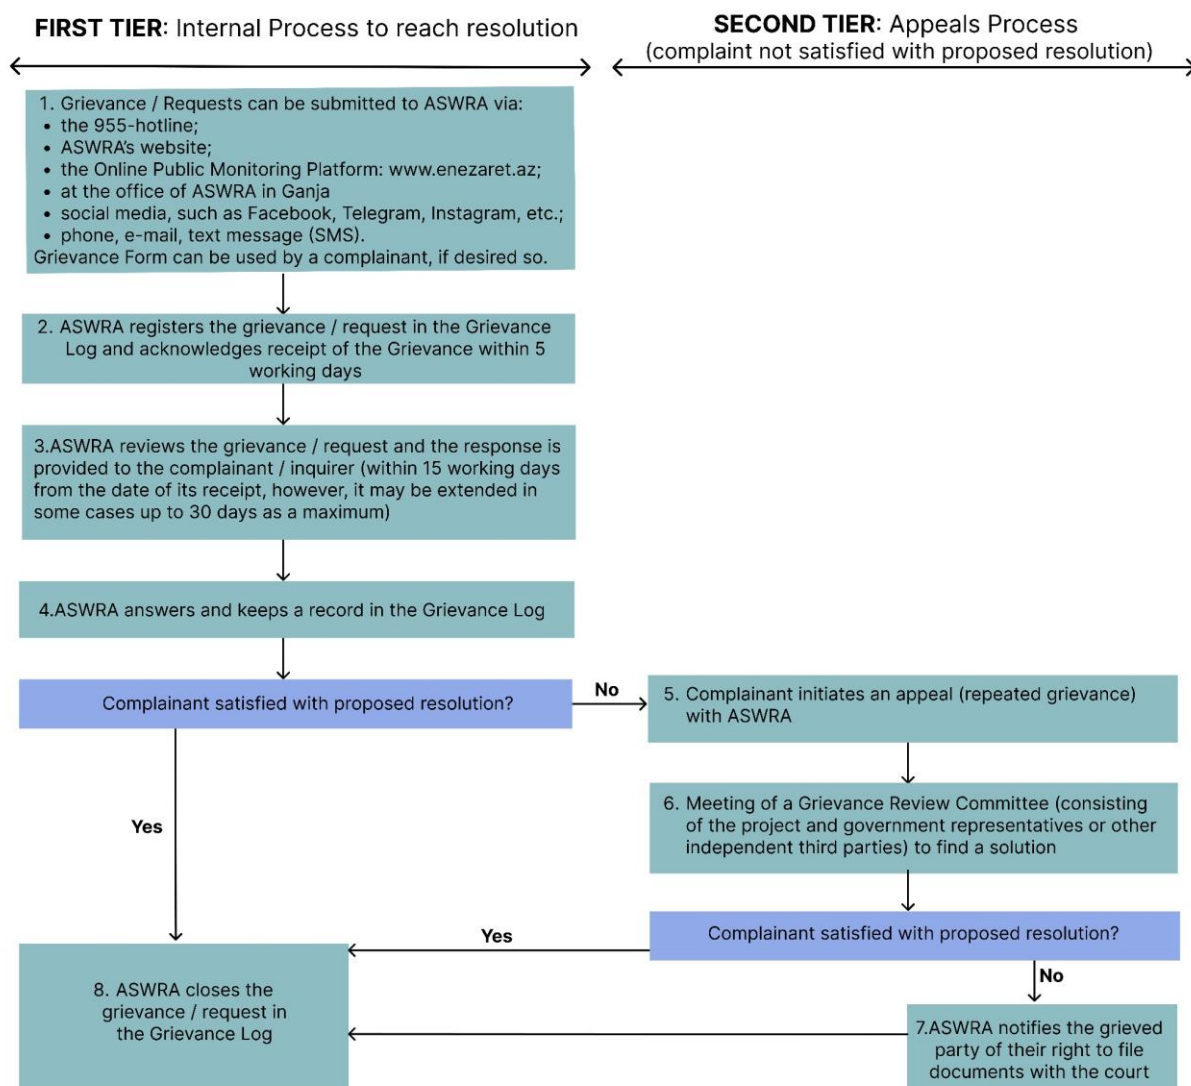 FIRST TIER: Internal Process to reach resolution
SECOND TIER: Appeals Process
(complaint not satisfied with proposed resolution)
1. Grievance / Requests can be submitted to ASWRA via:
• the 955-hotline;
• ASWRA's website;
• the Online Public Monitoring Platform: www.enezaret.az;
• at the office of ASWRA in Ganja
• social media, such as Facebook, Telegram, Instagram, etc.;
• phone, e-mail, text message (SMS).
Grievance Form can be used by a complainant, if desired so.
2. ASWRA registers the grievance / request in the Grievance
Log and acknowledges receipt of the Grievance within 5
working days
3.ASWRA reviews the grievance / request and the response is
provided to the complainant / inquirer (within 15 working days
from the date of its receipt, however, it may be extended in
some cases up to 30 days as a maximum)
4.ASWRA answers and keeps a record in the Grievance Log
Complainant satisfied with proposed resolution?
No
5. Complainant initiates an appeal (repeated grievance)
with ASWRA
6. Meeting of a Grievance Review Committee (consisting
of the project and government representatives or other
independent third parties) to find a solution
Yes
Complainant satisfied with proposed resolution?
Yes
No
7.ASWRA notifies the grieved
party of their right to file
documents with the court
8. ASWRA closes the
grievance / request in
the Grievance Log